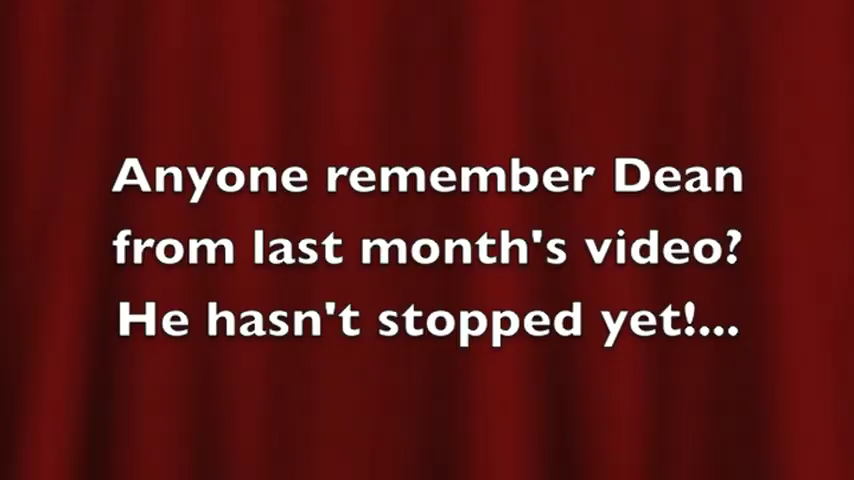 Anyone remember Dean
from last month's video?
He hasn't stopped yet!...